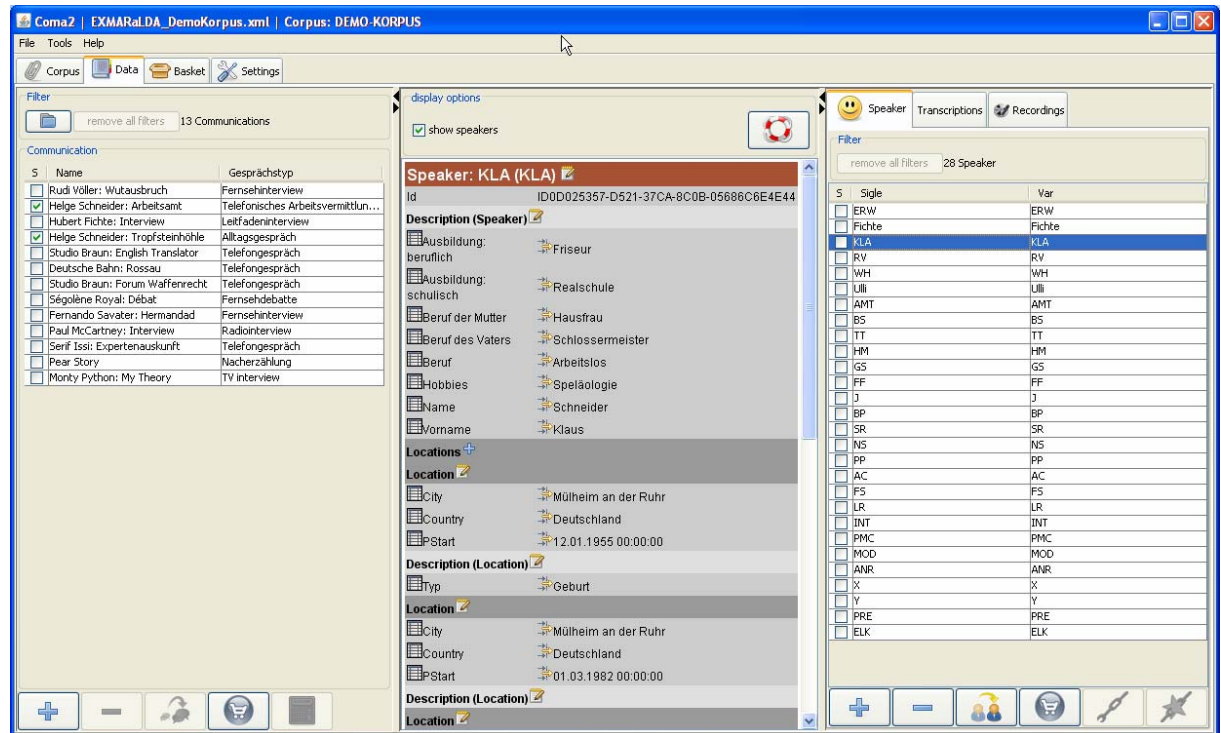 Coma2 | EXMARaLDA_DemoKorpus.xml | Corpus: DEMO-KORPUS
File Tools Help
Corpus Data Basket Settings
Filter
remove all filters 13 Communications
Communication
S Name Gesprächstyp
Rudi Völler: Wutausbruch Fernsehinterview
Helge Schneider: Arbeitsamt Telefonisches Arbeitsvermittlun...
Hubert Fichte: Interview Leitfadeninterview
Helge Schneider: Tropfsteinhöhle Alltagsgespräch
Studio Braun: English Translator Telefongespräch
Deutsche Bahn: Rossau Telefongespräch
Studio Braun: Forum Waffenrecht Telefongespräch
Ségolène Royal: Débat Fernsehdebatte
Fernando Savater: Hermandad Fernsehinterview
Paul McCartney: Interview Radiointerview
Serif Issi: Expertenauskunft Telefongespräch
Pear Story Nacherzählung
Monty Python: My Theory TV interview
display options
show speakers
Speaker: KLA (KLA)
Id ID0D025357-D521-37CA-8C0B-05686C6E4E44
Description (Speaker)
Ausbildung: beruflich Friseur
Ausbildung: schulisch Realschule
Beruf der Mutter Hausfrau
Beruf des Vaters Schlossermeister
Beruf Arbeitslos
Hobbies Speläologie
Name Schneider
Vorname Klaus
Locations
Location
City Mülheim an der Ruhr
Country Deutschland
PStart 12.01.1955 00:00:00
Description (Location)
Typ Geburt
Location
City Mülheim an der Ruhr
Country Deutschland
PStart 01.03.1982 00:00:00
Description (Location)
Location
Speaker Transcriptions Recordings
Filter
remove all filters 28 Speaker
S Sigle Var
ERW ERW
Fichte Fichte
KLA KLA
RV RV
WH WH
Ulli Ulli
AMT AMT
BS BS
TT TT
HM HM
GS GS
FF FF
J J
BP BP
SR SR
NS NS
PP PP
AC AC
FS FS
LR LR
INT INT
PMC PMC
MOD MOD
ANR ANR
X X
Y Y
PRE PRE
ELK ELK